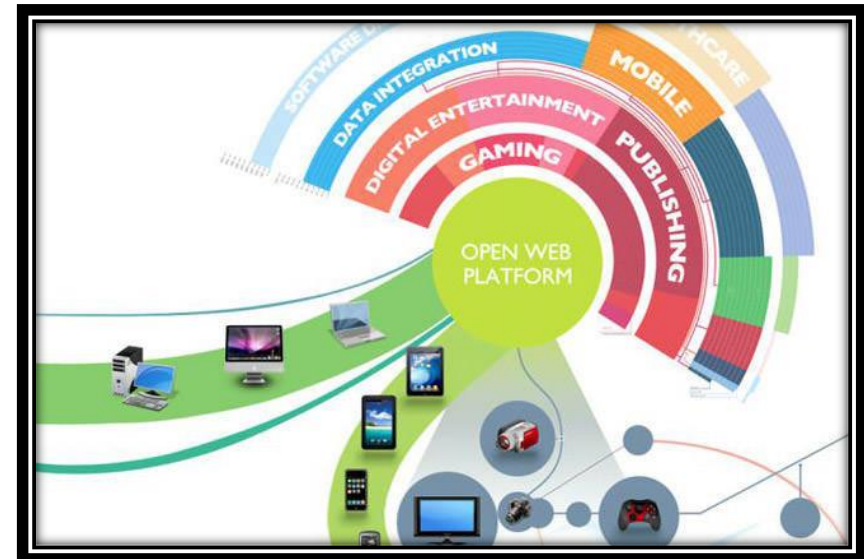 SOFTWARE
DATA INTEGRATION
DIGITAL ENTERTAINMENT
GAMING
MOBILE
PUBLISHING
OPEN WEB
PLATFORM